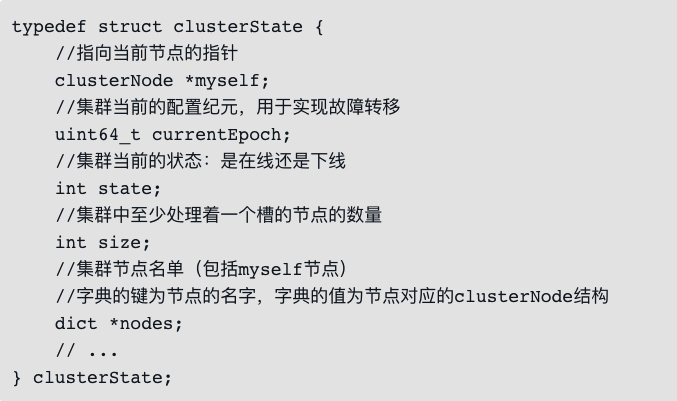 typedef struct clusterState {
    //指向当前节点的指针
    clusterNode *myself;
    //集群当前的配置纪元，用于实现故障转移
    uint64_t currentEpoch;
    //集群当前的状态：是在线还是下线
    int state;
    //集群中至少处理着一个槽的节点的数量
    int size;
    //集群节点名单（包括myself节点）
    //字典的键为节点的名字，字典的值为节点对应的clusterNode结构
    dict *nodes;
    // ...
} clusterState;